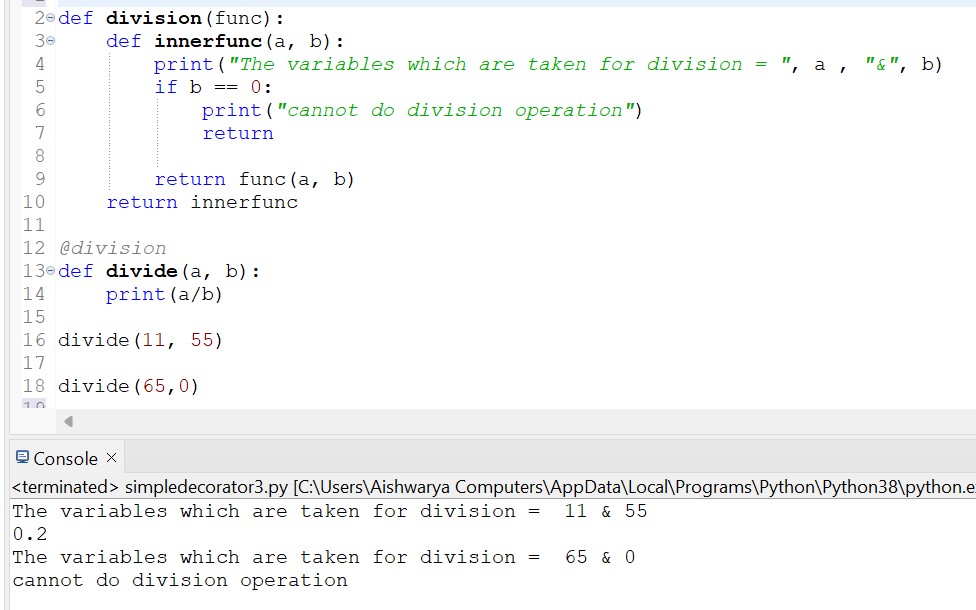 2 def division(func):
3     def innerfunc(a, b):
4         print("The variables which are taken for division = ", a , "&", b)
5         if b == 0:
6             print("cannot do division operation")
7             return
8
9         return func(a, b)
10     return innerfunc
11
12 @division
13 def divide(a, b):
14     print(a/b)
15
16 divide(11, 55)
17
18 divide(65,0)
19
Console ×
<terminated> simpledecorator3.py [C:\Users\Aishwarya Computers\AppData\Local\Programs\Python\Python38\python.e
The variables which are taken for division =  11 & 55
0.2
The variables which are taken for division =  65 & 0
cannot do division operation